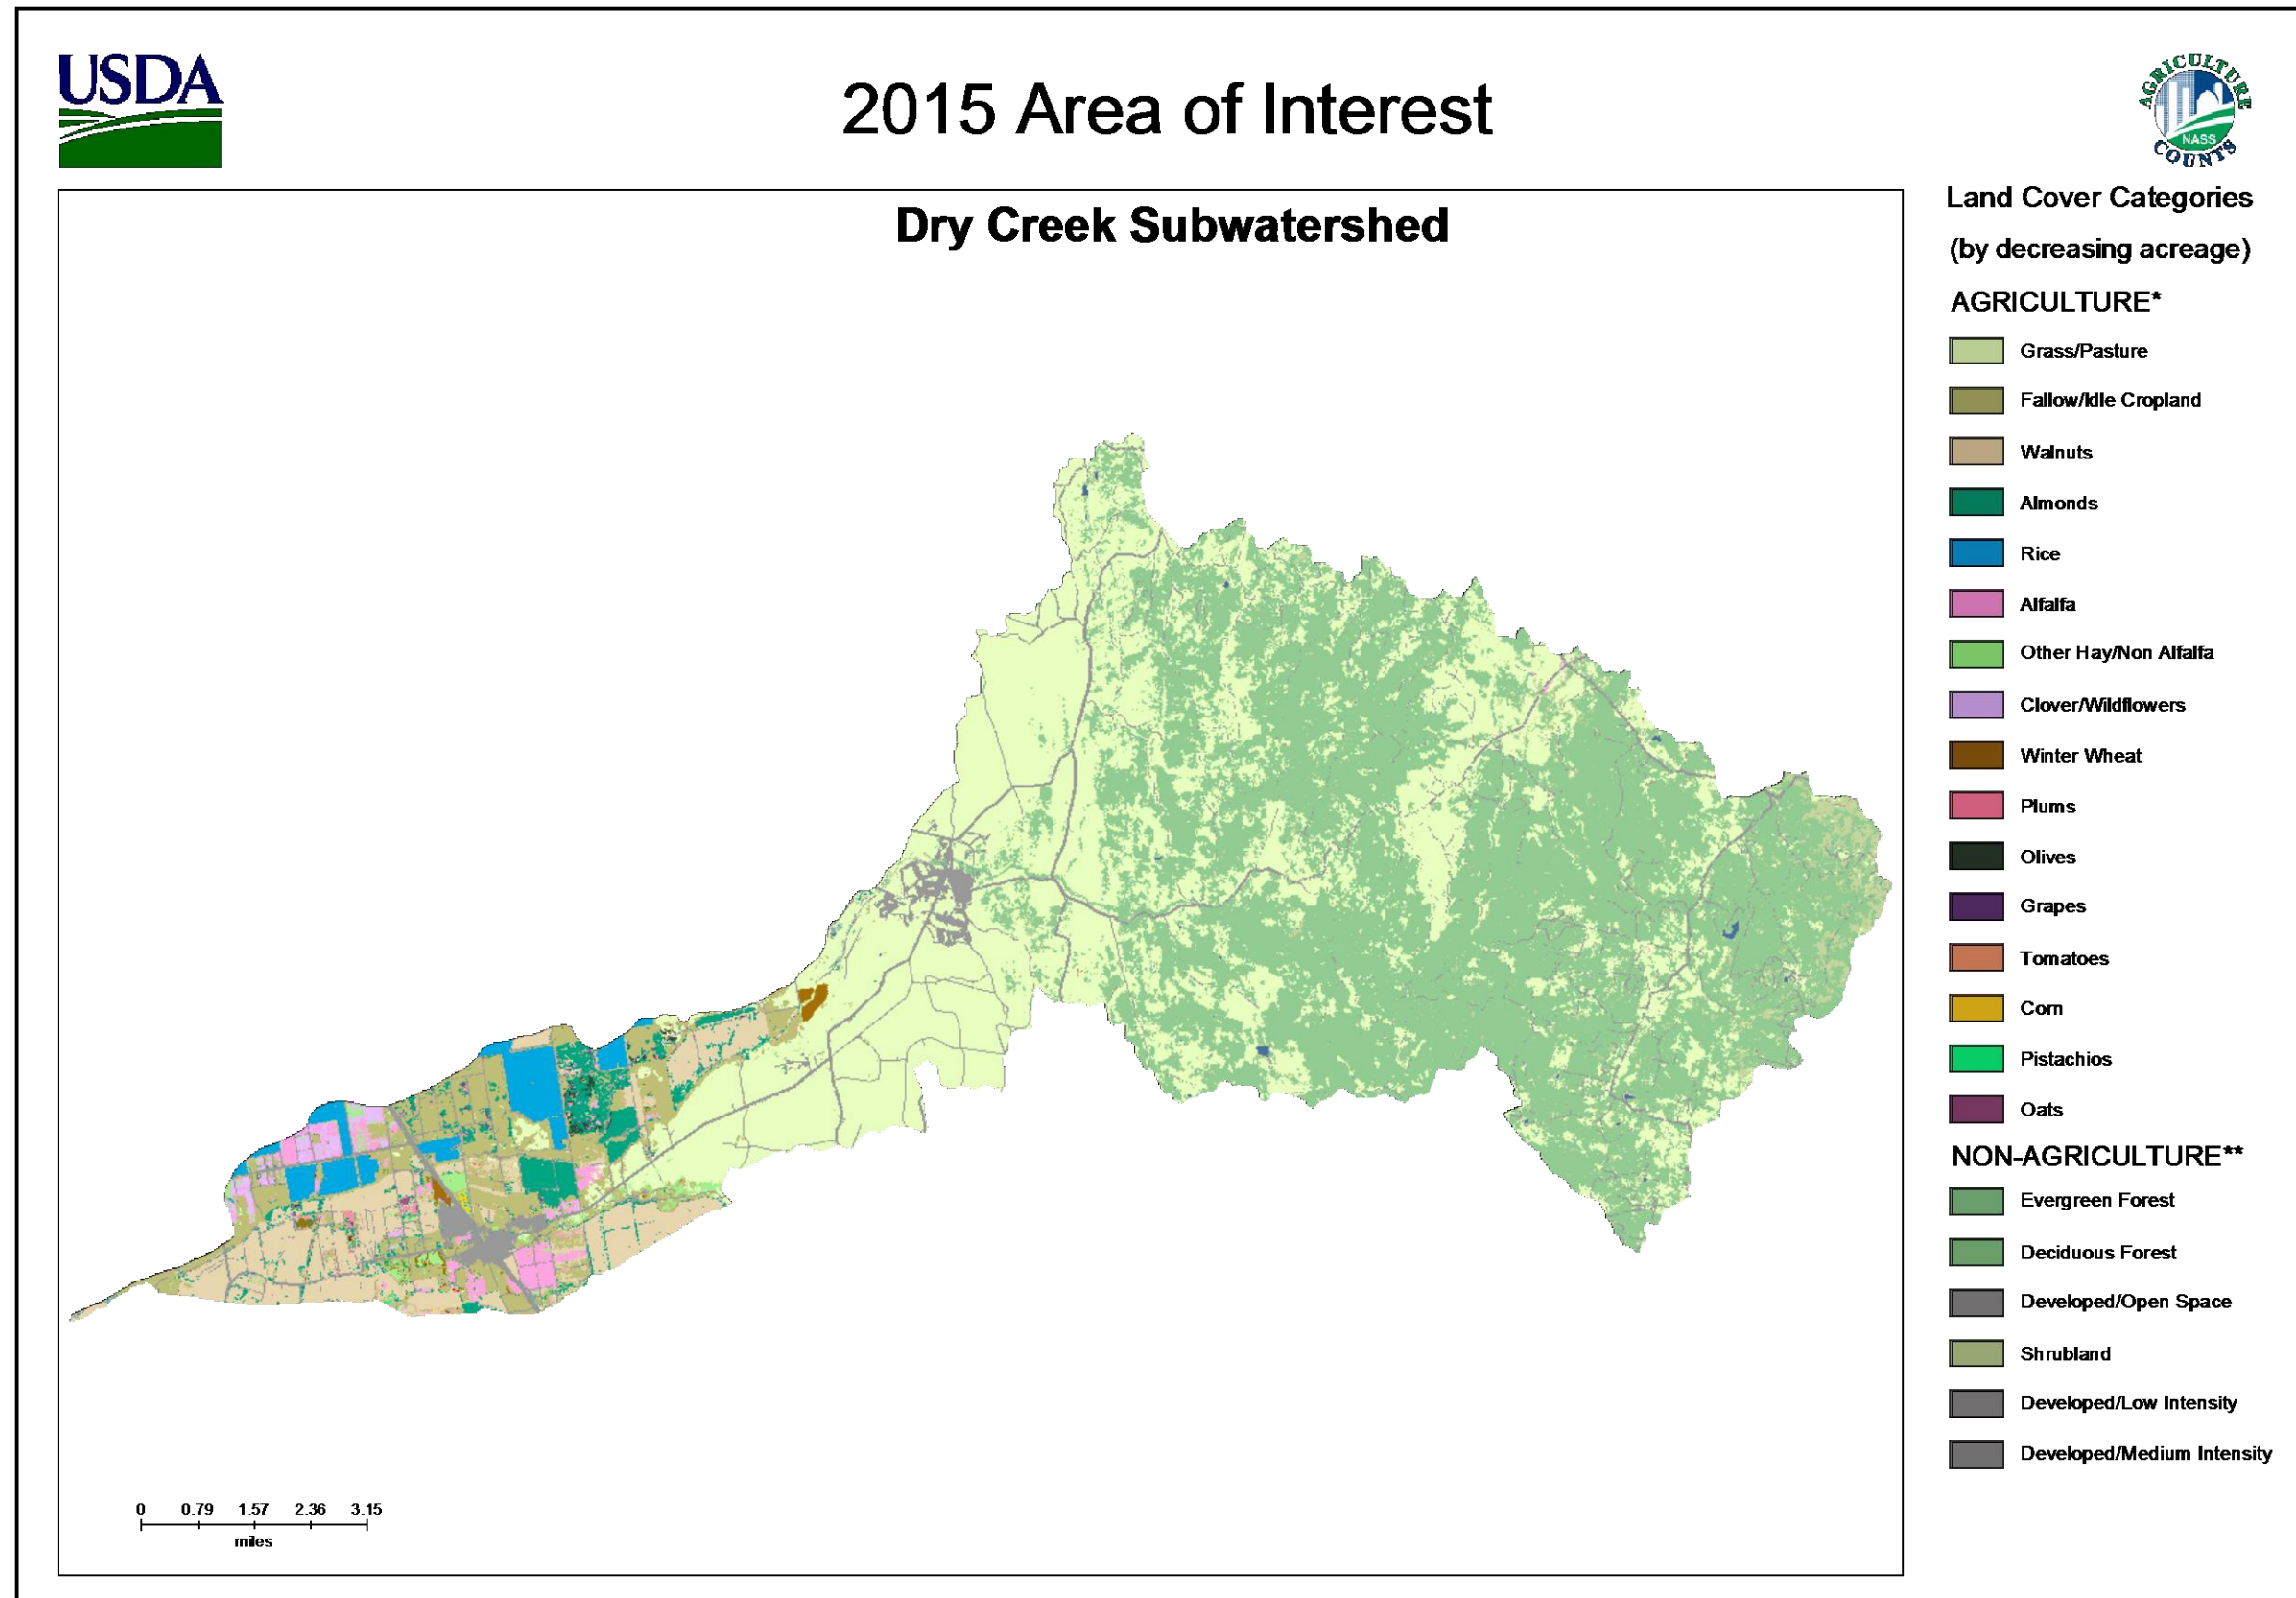 USDA
2015 Area of Interest
AGRICULTURE
NASS
COUNTS
Dry Creek Subwatershed
Land Cover Categories
(by decreasing acreage)
AGRICULTURE*
Grass/Pasture
Fallow/Idle Cropland
Walnuts
Almonds
Rice
Alfalfa
Other Hay/Non Alfalfa
Clover/Wildflowers
Winter Wheat
Plums
Olives
Grapes
Tomatoes
Corn
Pistachios
Oats
NON-AGRICULTURE**
Evergreen Forest
Deciduous Forest
Developed/Open Space
Shrubland
Developed/Low Intensity
Developed/Medium Intensity
0 0.79 1.57 2.36 3.15
miles